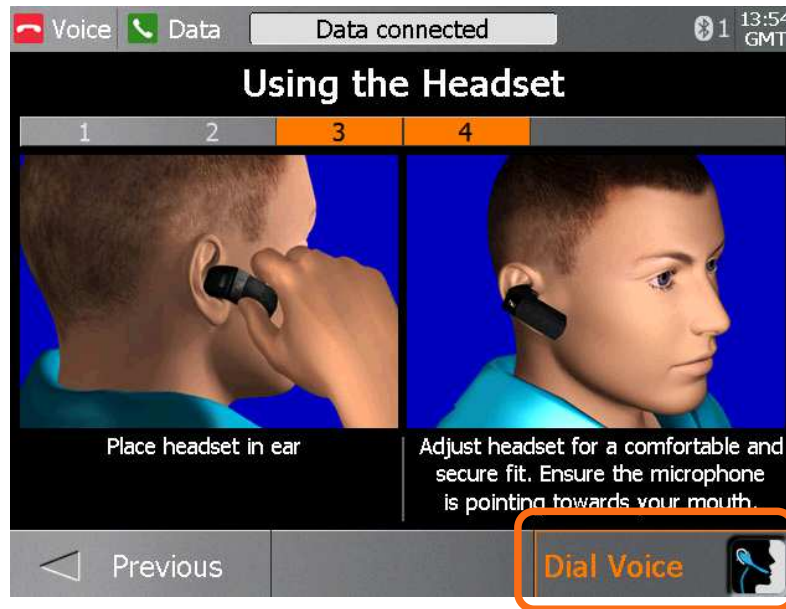 Voice Data Data connected 1 13:54
GMT
Using the Headset
1 2 3 4
Place headset in ear
Adjust headset for a comfortable and
secure fit. Ensure the microphone
is pointing towards your mouth.
Previous Dial Voice